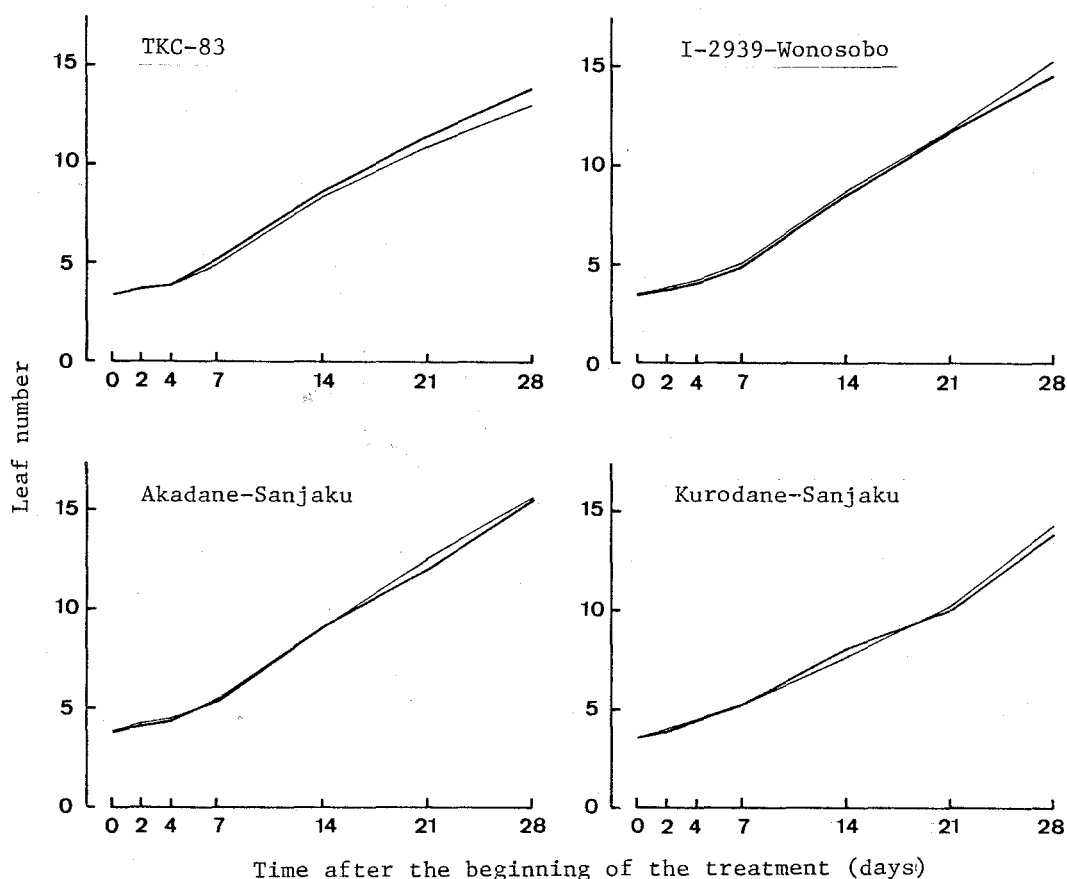 TKC-83
15
10
5
0
0 2 4 7 14 21 28
I-2939-Wonosobo
15
10
5
0
0 2 4 7 14 21 28
Leaf number
Akadane-Sanjaku
15
10
5
0
0 2 4 7 14 21 28
Kurodane-Sanjaku
15
10
5
0
0 2 4 7 14 21 28
Time after the beginning of the treatment (days)